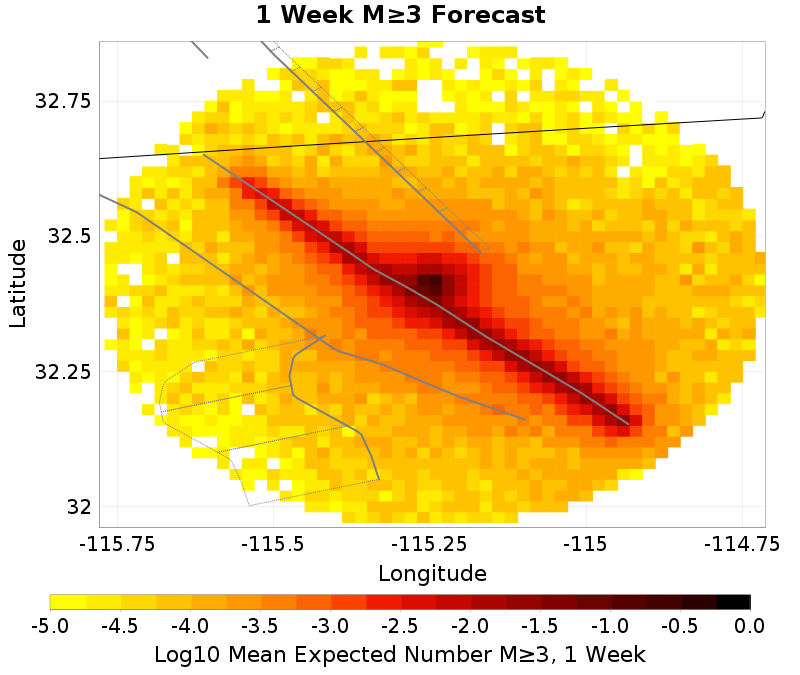 1 Week M≥3 Forecast
32.75
32.5
32.25
32
Latitude
-115.75 -115.5 -115.25 -115 -114.75
Longitude
-5.0 -4.5 -4.0 -3.5 -3.0 -2.5 -2.0 -1.5 -1.0 -0.5 0.0
Log10 Mean Expected Number M≥3, 1 Week